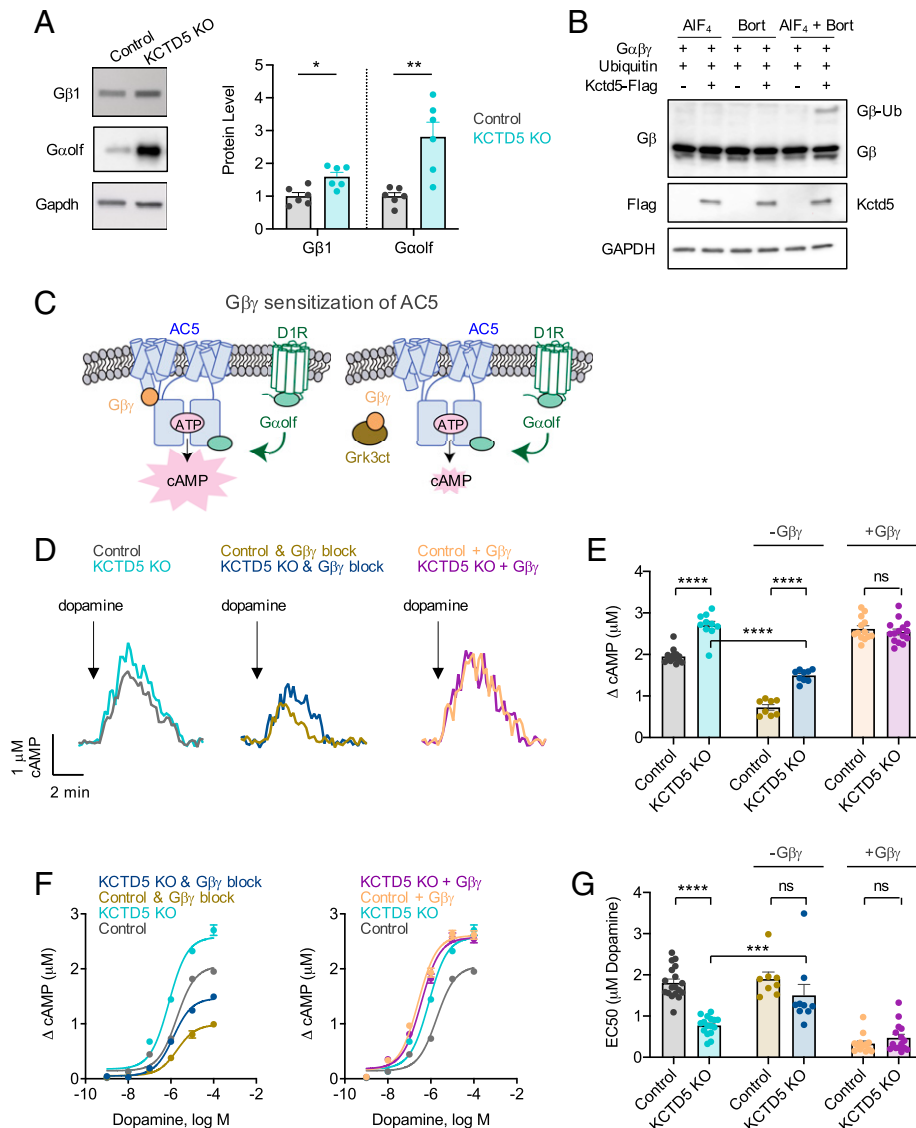 A
Control
KCTD5 KO
Gβ1
Gαolf
Gapdh
Protein Level
5
4
3
2
1
0
*
**
Control
KCTD5 KO
Gβ1
Gαolf
B
AlF4
Bort
AlF4 + Bort
Gαβγ + + + + + +
Ubiquitin + + + + + +
Kctd5-Flag - + - + - +
Gβ
Gβ-Ub
Gβ
Flag
Kctd5
GAPDH
C
Gβγ sensitization of AC5
AC5
D1R
Gβγ
ATP
Gαolf
cAMP
AC5
D1R
Gβγ
ATP
Gαolf
Grk3ct
cAMP
D
Control
KCTD5 KO
Control & Gβγ block
KCTD5 KO & Gβγ block
Control + Gβγ
KCTD5 KO + Gβγ
dopamine
dopamine
dopamine
1 μM
cAMP
2 min
E
-Gβγ
+Gβγ
Δ cAMP (μM)
4
3
2
1
0
****
****
****
ns
Control
KCTD5 KO
Control
KCTD5 KO
Control
KCTD5 KO
F
KCTD5 KO & Gβγ block
Control & Gβγ block
KCTD5 KO
Control
Δ cAMP (μM)
3
2
1
0
-10 -8 -6 -4 -2
Dopamine, log M
KCTD5 KO + Gβγ
Control + Gβγ
KCTD5 KO
Control
Δ cAMP (μM)
3
2
1
0
-10 -8 -6 -4 -2
Dopamine, log M
G
-Gβγ
+Gβγ
EC50 (μM Dopamine)
4
3
2
1
0
****
***
ns
ns
Control
KCTD5 KO
Control
KCTD5 KO
Control
KCTD5 KO